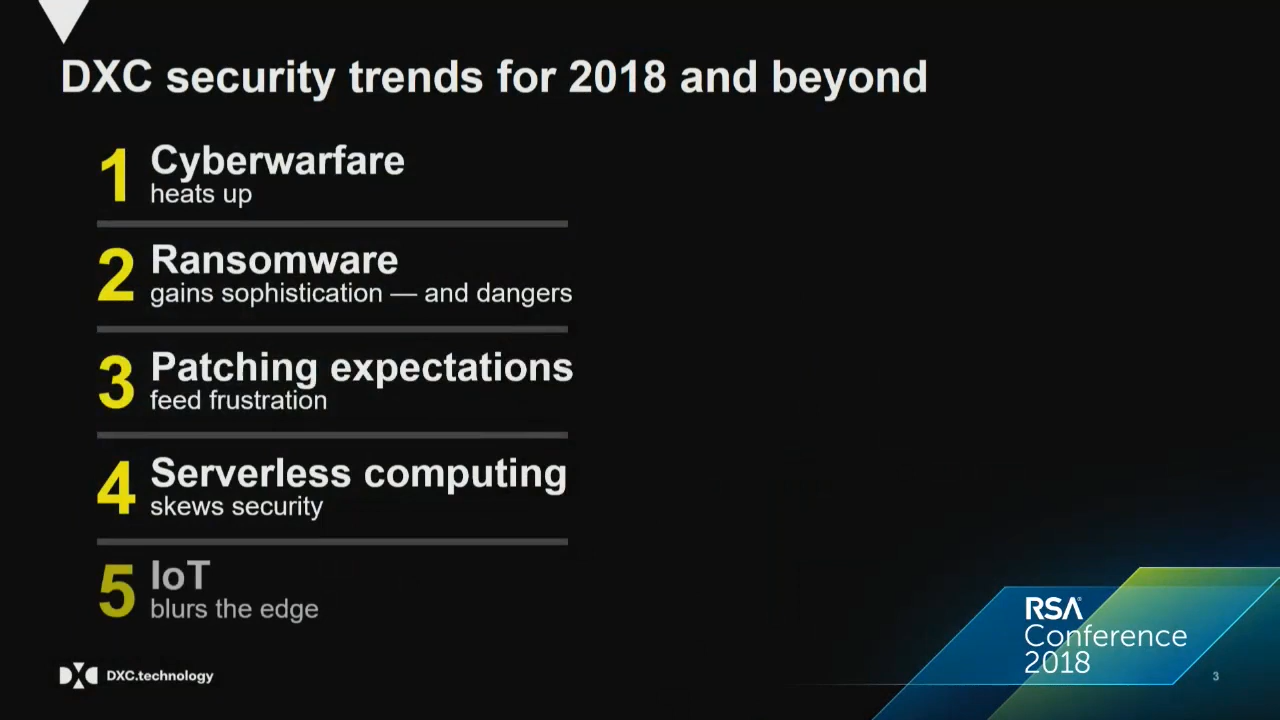 DXC security trends for 2018 and beyond
1 Cyberwarfare
heats up
2 Ransomware
gains sophistication — and dangers
3 Patching expectations
feed frustration
4 Serverless computing
skews security
5 IoT
blurs the edge
DXC.technology
RSA®
Conference
2018
3